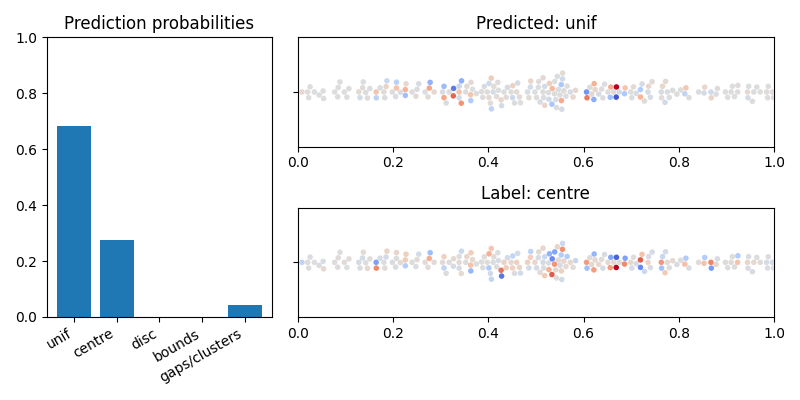 Prediction probabilities
1.0
0.8
0.6
0.4
0.2
0.0
unif
centre
disc
bounds
gaps/clusters
Predicted: unif
0.0 0.2 0.4 0.6 0.8 1.0
Label: centre
0.0 0.2 0.4 0.6 0.8 1.0